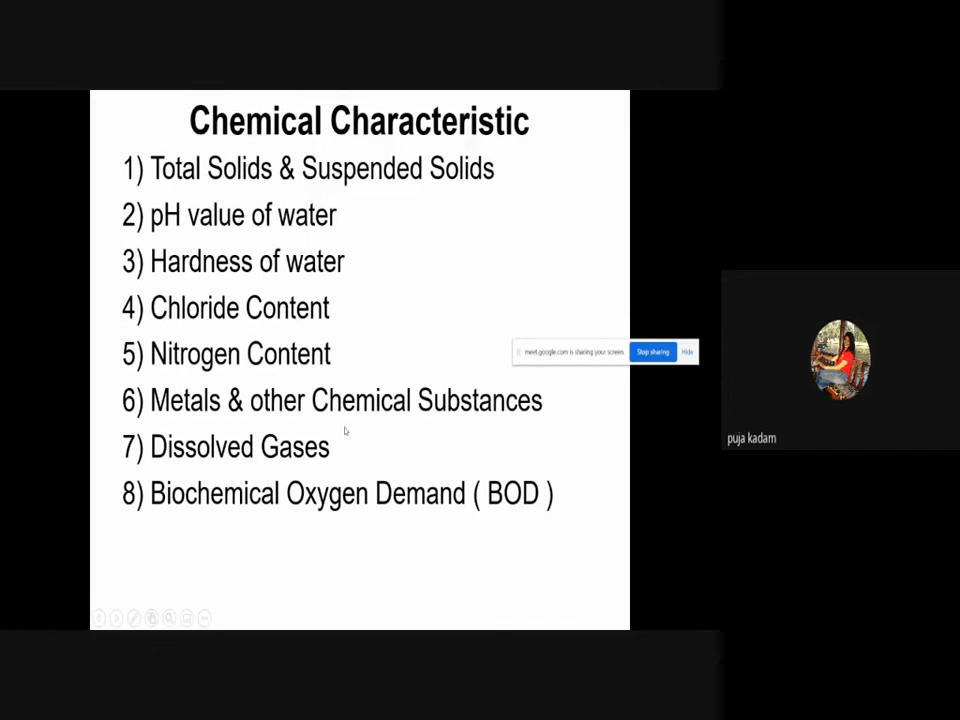 Chemical Characteristic
1) Total Solids & Suspended Solids
2) pH value of water
3) Hardness of water
4) Chloride Content
5) Nitrogen Content
meet.google.com is sharing your screen. Stop sharing Hide
6) Metals & other Chemical Substances
7) Dissolved Gases
8) Biochemical Oxygen Demand ( BOD )
puja kadam